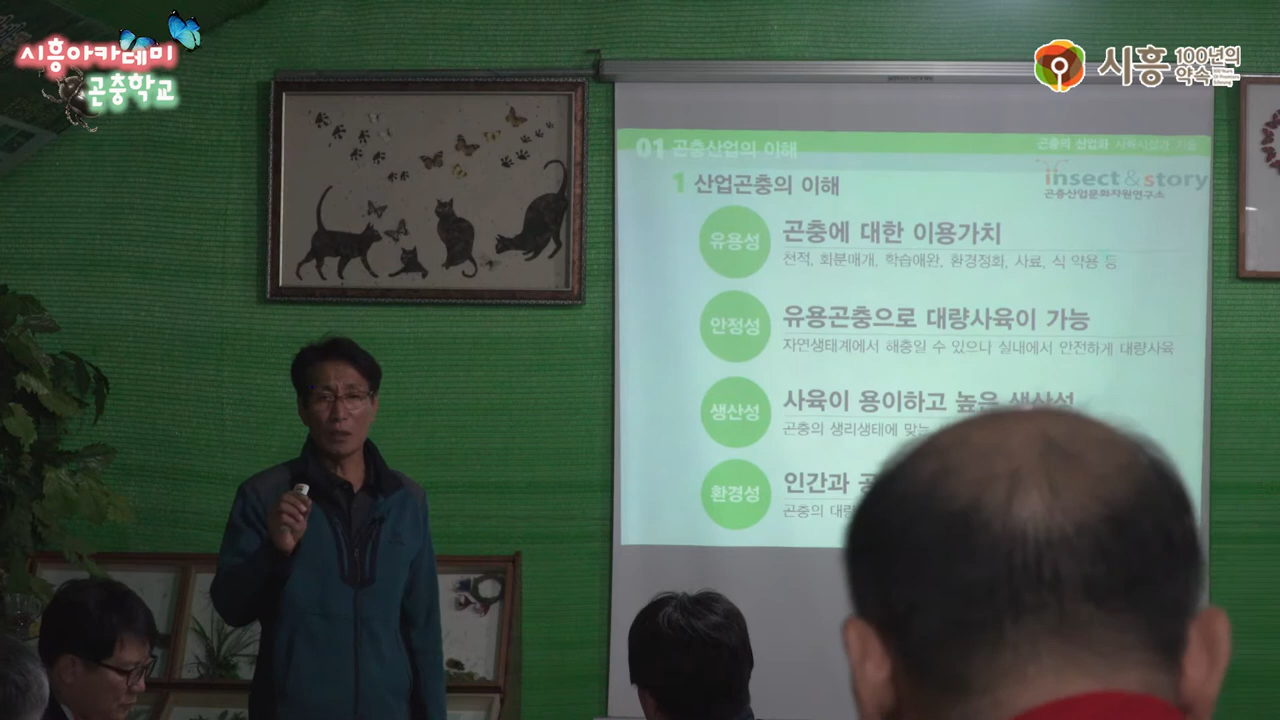 시흥아카데미
곤충학교
시흥 100년의
약속
01 곤충산업의 이해
곤충의 산업화
insect & story
곤충산업문화자원연구소
1 산업곤충의 이해
유용성
곤충에 대한 이용가치
천적, 화분매개, 학습애완, 환경정화, 사료, 식 약용 등
안정성
유용곤충으로 대량사육이 가능
자연생태계에서 해충일 수 있으나 실내에서 안전하게 대량사육
생산성
사육이 용이하고 높은 생산성
곤충의 생리생태에 맞는
환경성
인간과
곤충의